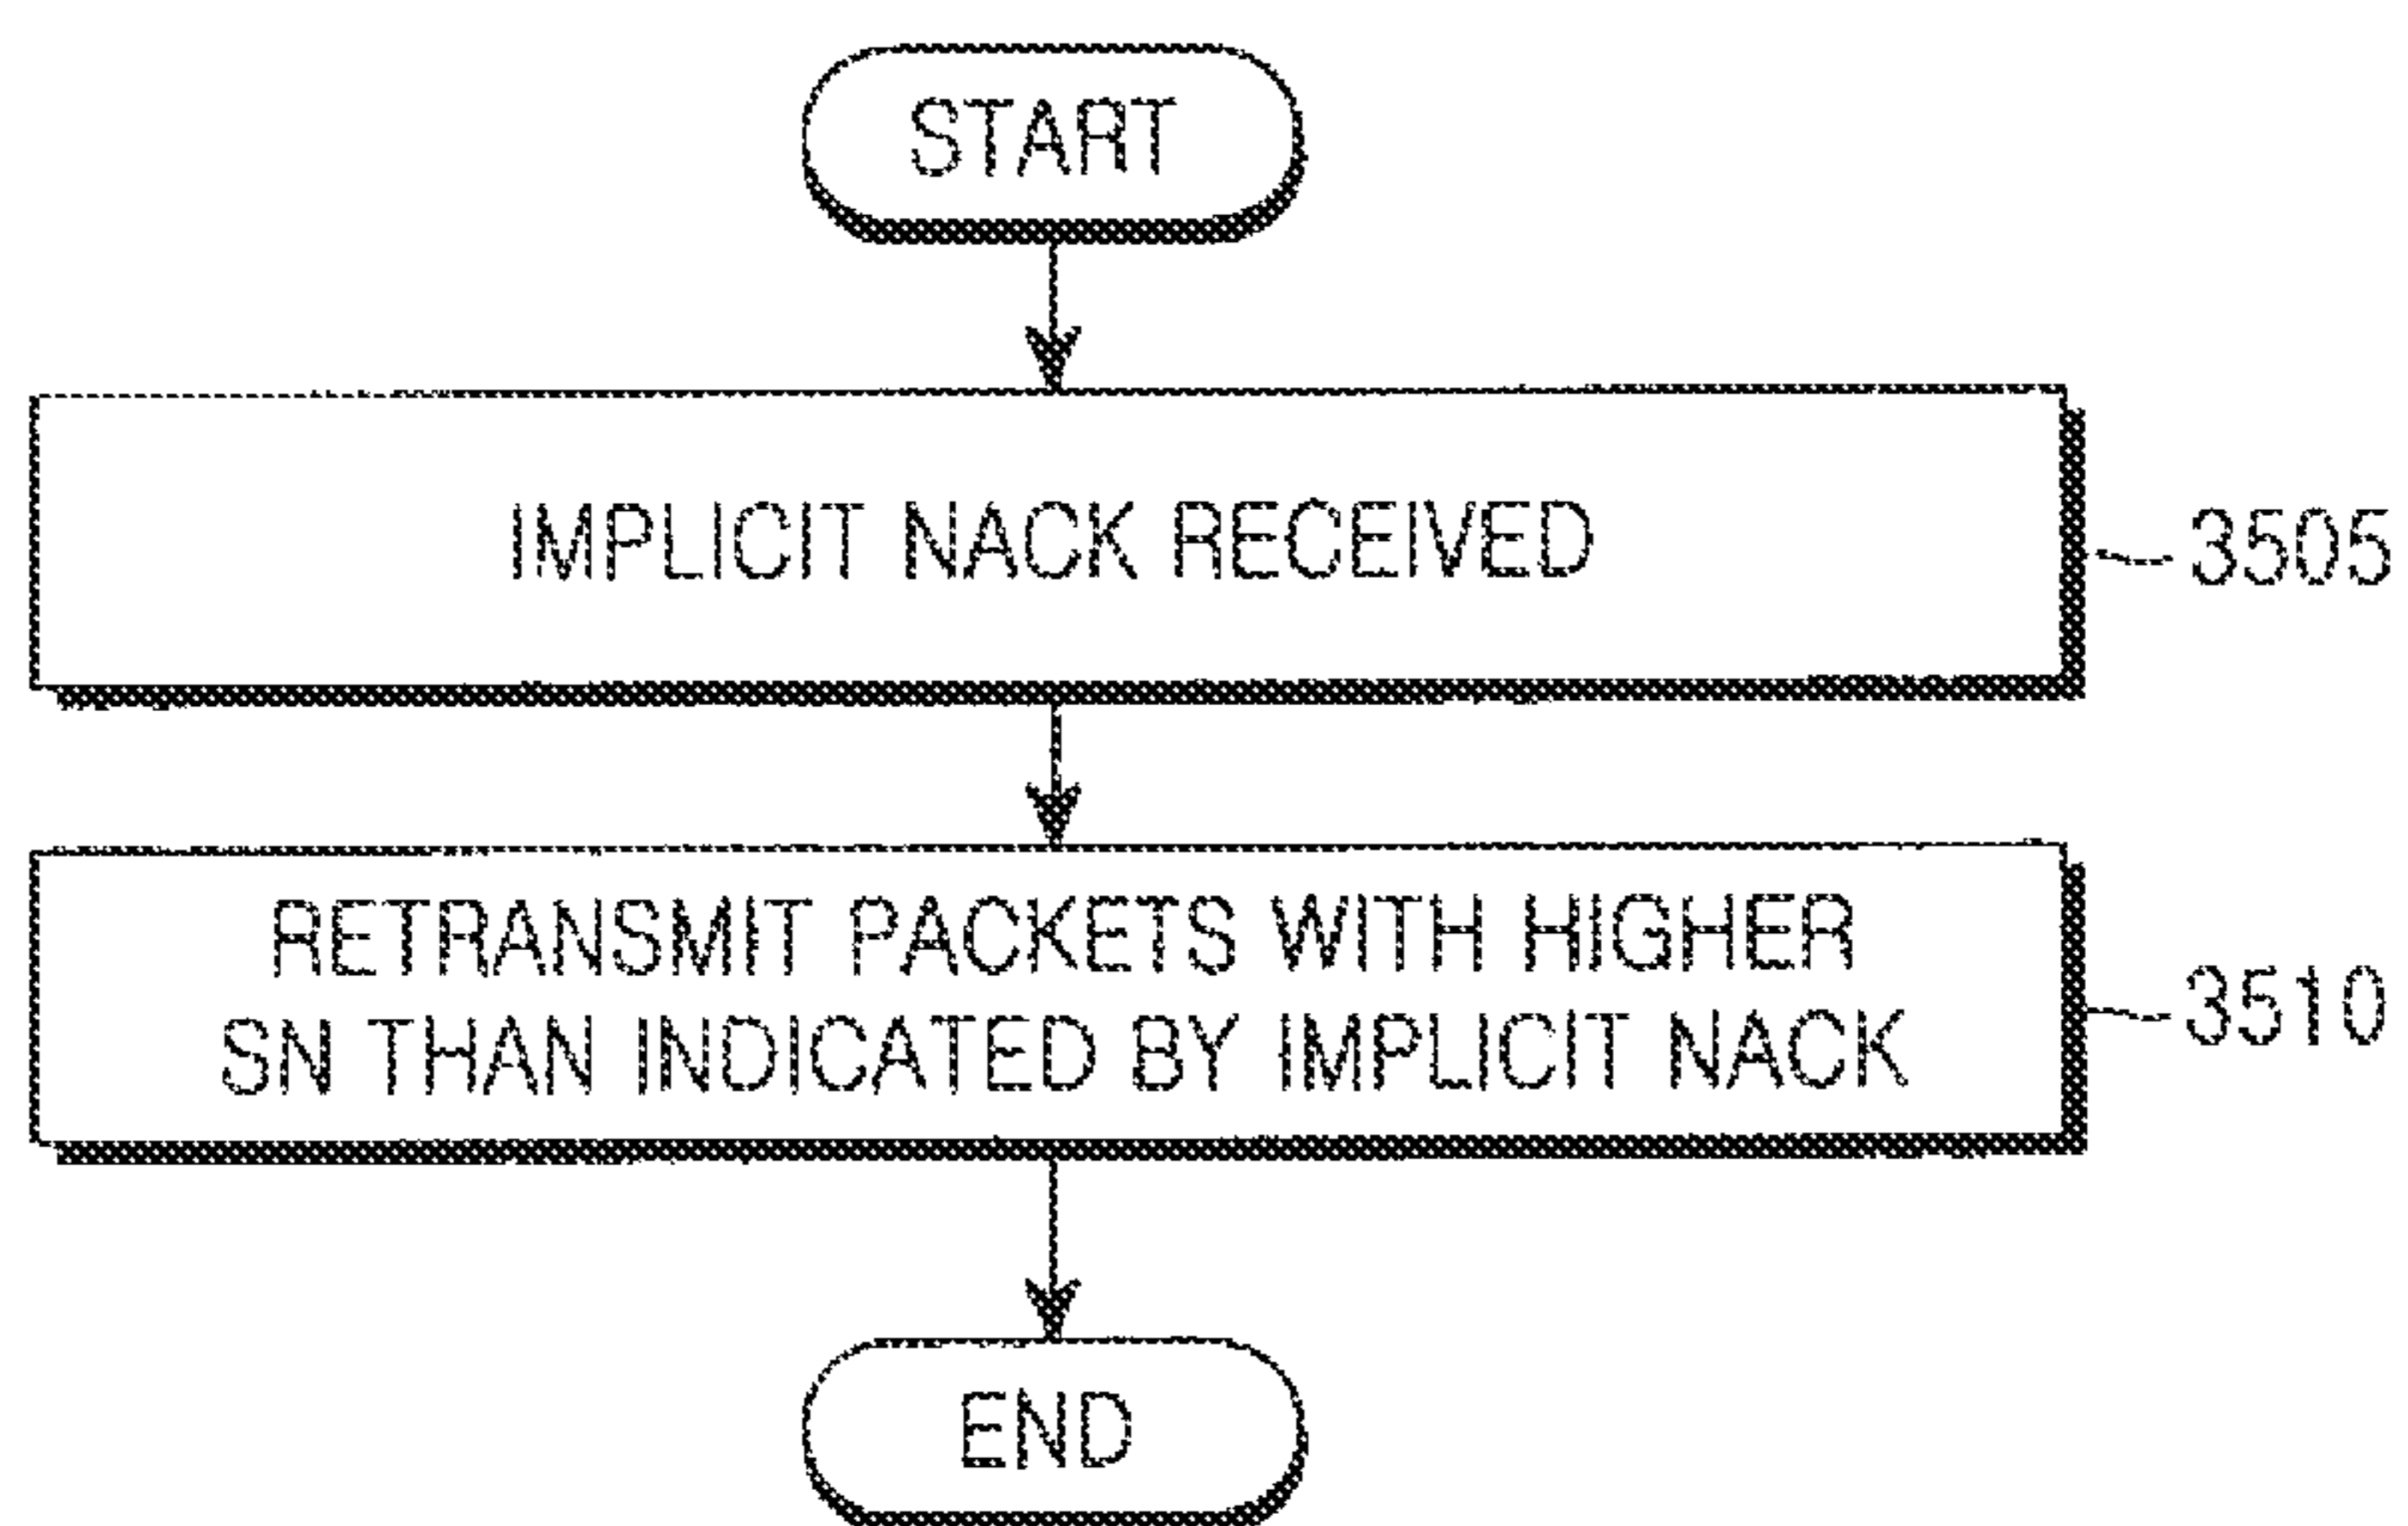 START
IMPLICIT NACK RECEIVED
3505
RETRANSMIT PACKETS WITH HIGHER
SN THAN INDICATED BY IMPLICIT NACK
3510
END